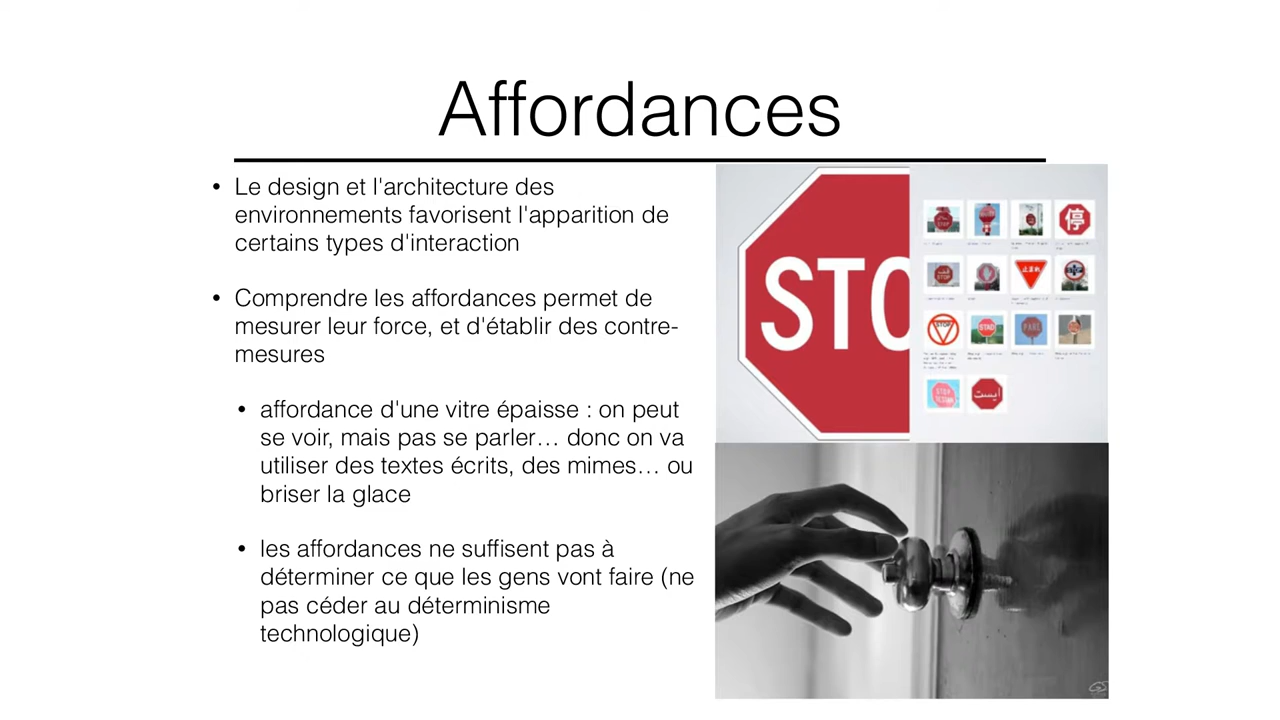 Affordances
• Le design et l'architecture des
environnements favorisent l'apparition de
certains types d'interaction
• Comprendre les affordances permet de
mesurer leur force, et d'établir des contre-
mesures
• affordance d'une vitre épaisse : on peut
se voir, mais pas se parler… donc on va
utiliser des textes écrits, des mimes… ou
briser la glace
• les affordances ne suffisent pas à
déterminer ce que les gens vont faire (ne
pas céder au déterminisme
technologique)
STO
停
STOP
STOP
STAD
ایست